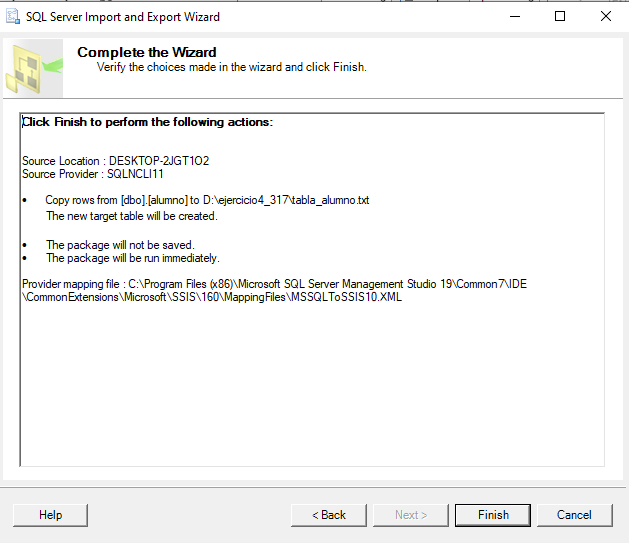 SQL Server Import and Export Wizard
Complete the Wizard
Verify the choices made in the wizard and click Finish.
Click Finish to perform the following actions:
Source Location : DESKTOP-2JGT1O2
Source Provider : SQLNCLI11
• Copy rows from [dbo].[alumno] to D:\ejercicio4_317\tabla_alumno.txt
The new target table will be created.
• The package will not be saved.
• The package will be run immediately.
Provider mapping file : C:\Program Files (x86)\Microsoft SQL Server Management Studio 19\Common7\IDE
\CommonExtensions\Microsoft\SSIS\160\MappingFiles\MSSQLToSSIS10.XML
Help < Back Next > Finish Cancel